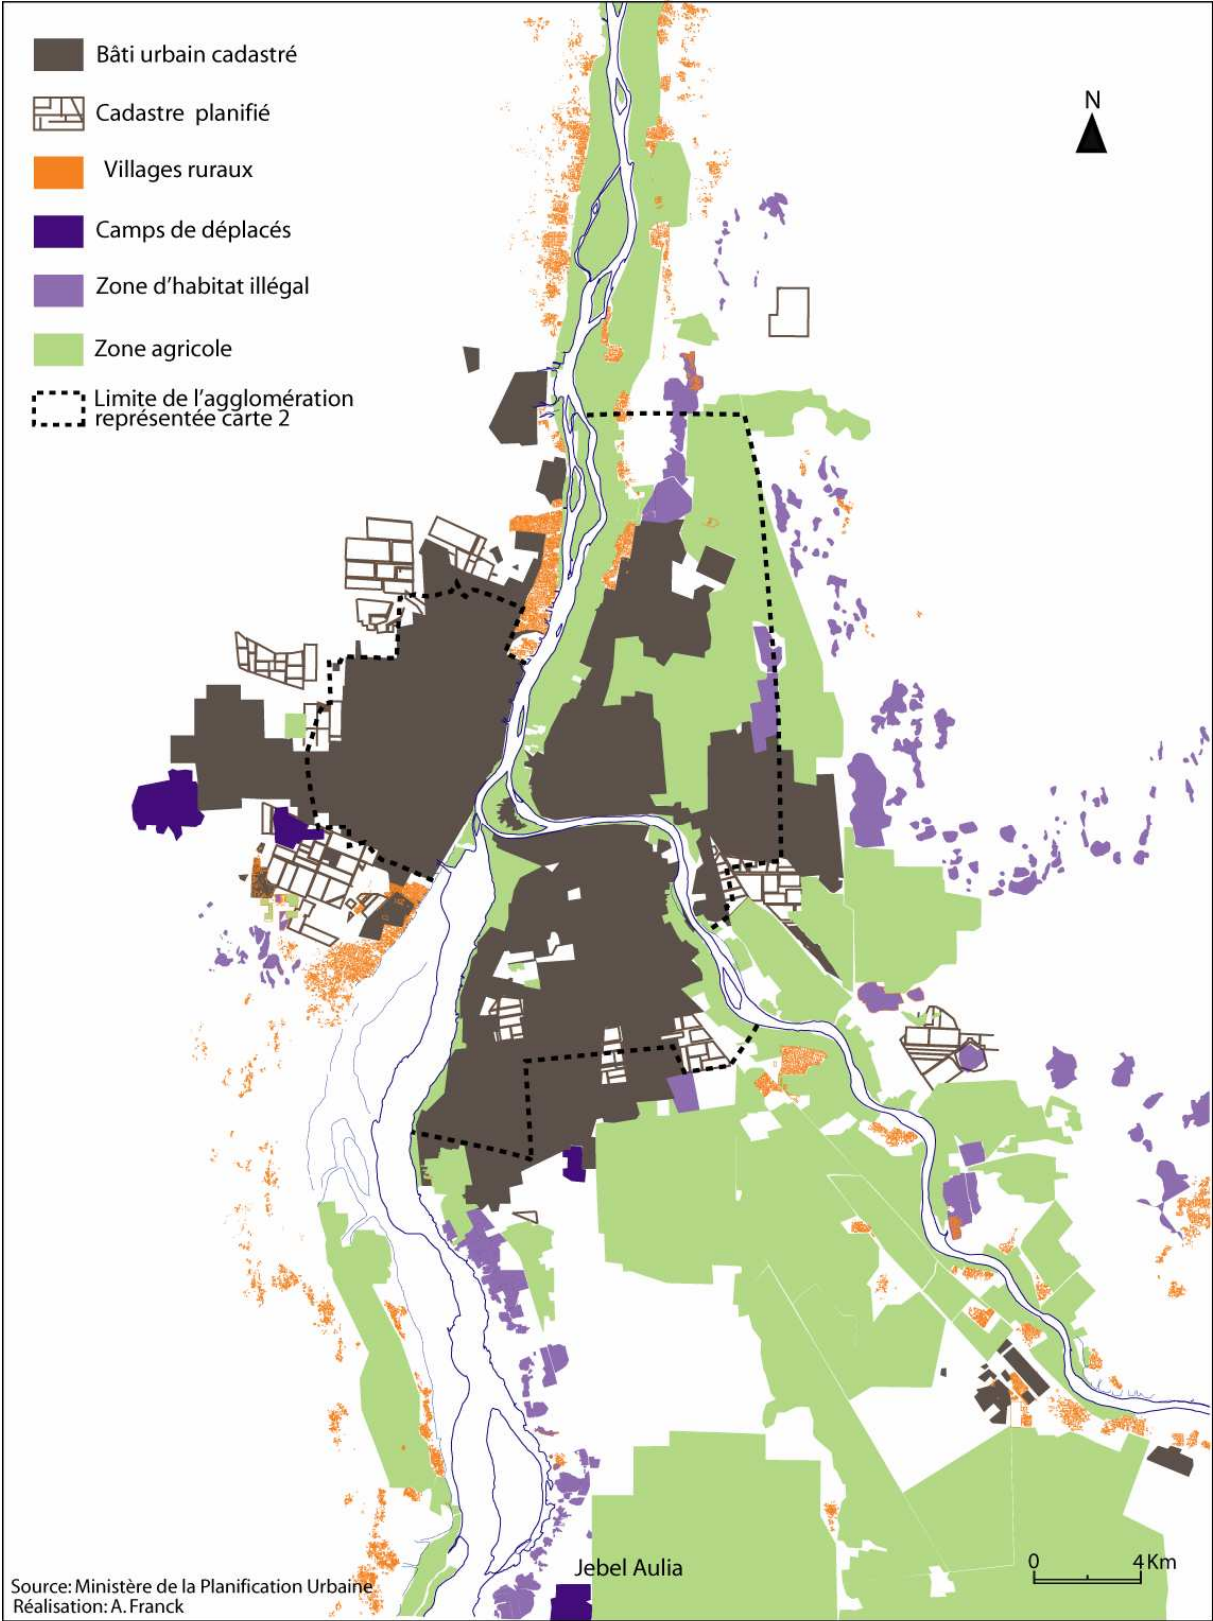 Bâti urbain cadastré
Cadastre planifié
Villages ruraux
Camps de déplacés
Zone d'habitat illégal
Zone agricole
Limite de l'agglomération
représentée carte 2
N
Jebel Aulia
0 4 Km
Source: Ministère de la Planification Urbaine
Réalisation: A. Franck